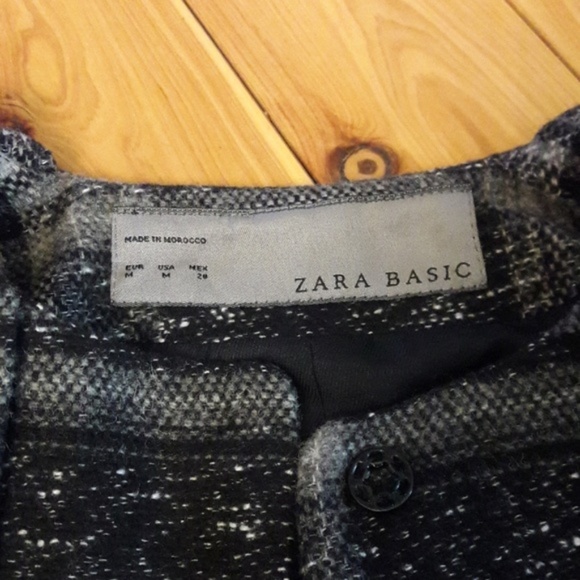 MADE IN MOROCCO
EUR USA MEX
M M 28
ZARA BASIC